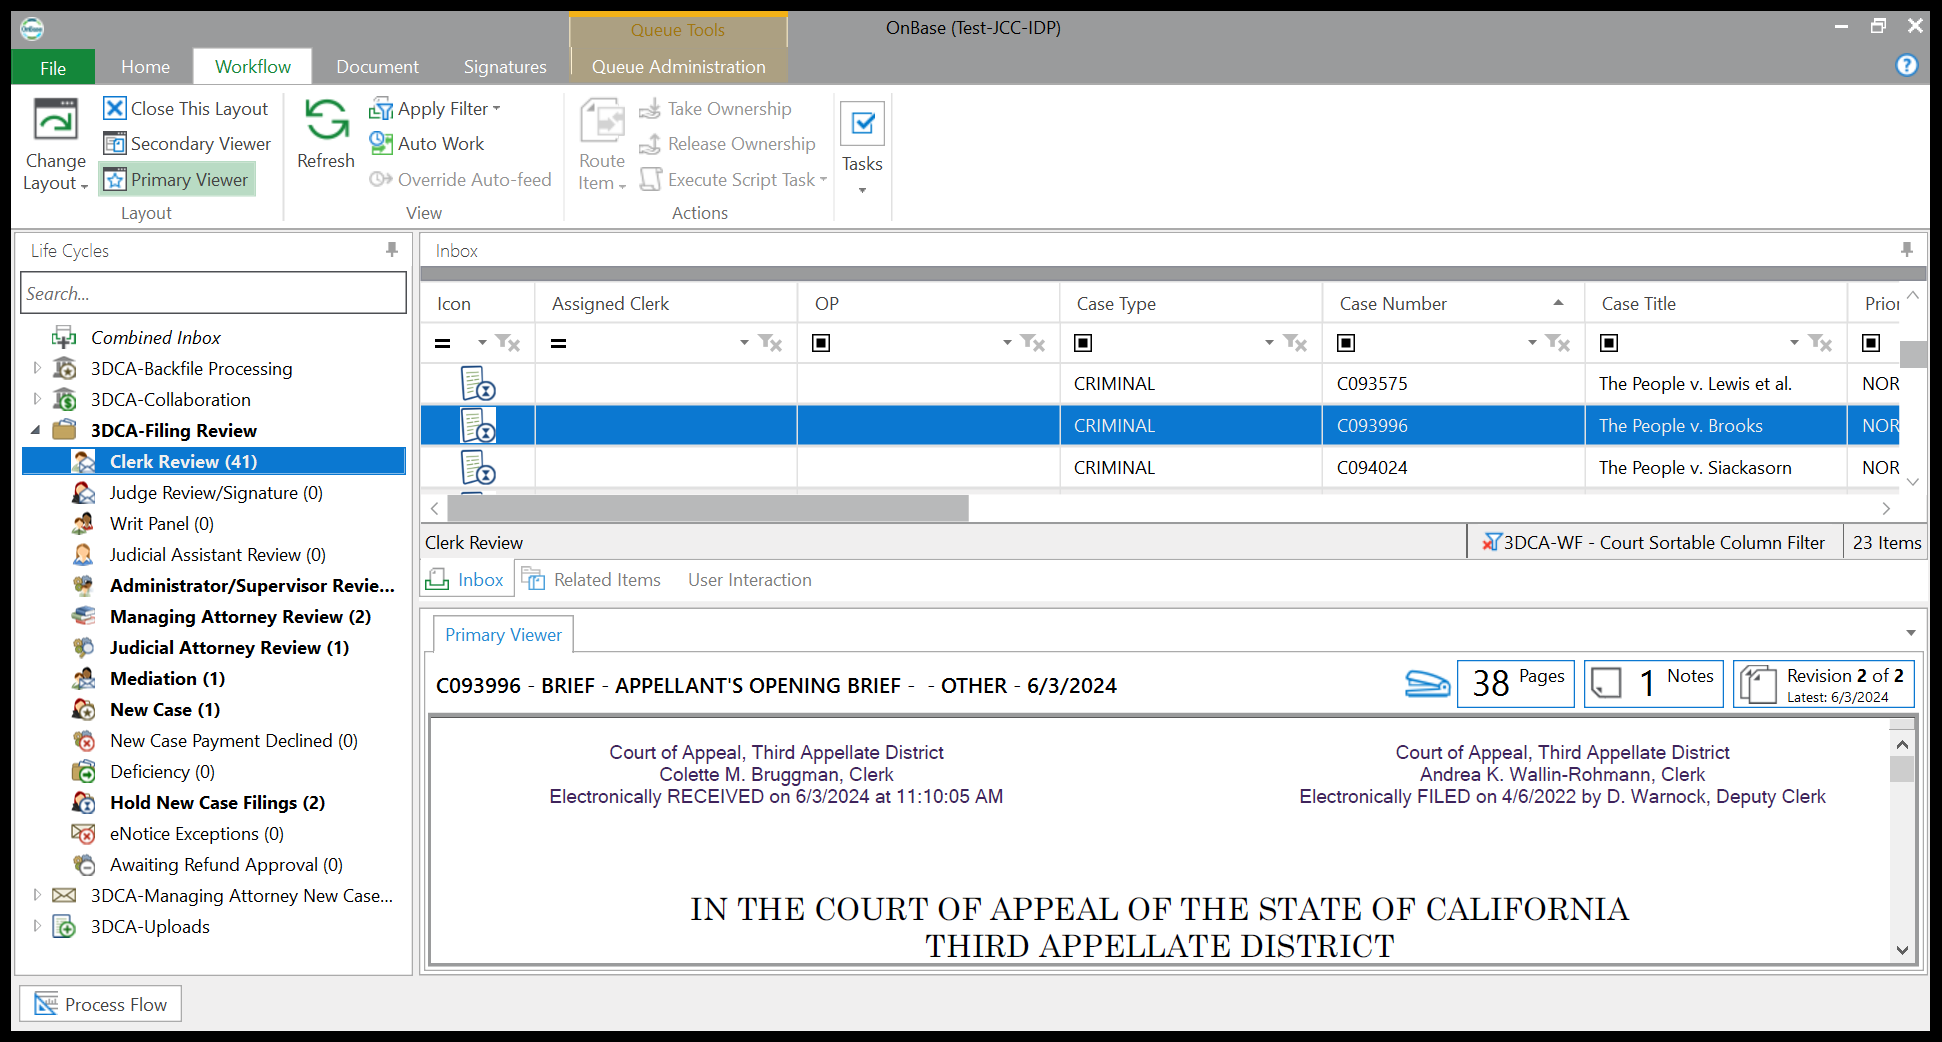 OnBase
Queue Tools
OnBase (Test-JCC-IDP)
File
Home
Workflow
Document
Signatures
Queue Administration
Change Layout
Close This Layout
Secondary Viewer
Primary Viewer
Layout
Refresh
Apply Filter
Auto Work
Override Auto-feed
View
Route Item
Take Ownership
Release Ownership
Execute Script Task
Actions
Tasks
Life Cycles
Search...
Combined Inbox
3DCA-Backfile Processing
3DCA-Collaboration
3DCA-Filing Review
Clerk Review (41)
Judge Review/Signature (0)
Writ Panel (0)
Judicial Assistant Review (0)
Administrator/Supervisor Revie...
Managing Attorney Review (2)
Judicial Attorney Review (1)
Mediation (1)
New Case (1)
New Case Payment Declined (0)
Deficiency (0)
Hold New Case Filings (2)
eNotice Exceptions (0)
Awaiting Refund Approval (0)
3DCA-Managing Attorney New Case...
3DCA-Uploads
Process Flow
Inbox
Icon Assigned Clerk OP Case Type Case Number Case Title Prior
CRIMINAL C093575 The People v. Lewis et al. NOR
CRIMINAL C093996 The People v. Brooks NOR
CRIMINAL C094024 The People v. Siackasorn NOR
Clerk Review
3DCA-WF - Court Sortable Column Filter
23 Items
Inbox
Related Items
User Interaction
Primary Viewer
C093996 - BRIEF - APPELLANT'S OPENING BRIEF - - OTHER - 6/3/2024
38 Pages
1 Notes
Revision 2 of 2
Latest: 6/3/2024
Court of Appeal, Third Appellate District
Colette M. Bruggman, Clerk
Electronically RECEIVED on 6/3/2024 at 11:10:05 AM
Court of Appeal, Third Appellate District
Andrea K. Wallin-Rohmann, Clerk
Electronically FILED on 4/6/2022 by D. Warnock, Deputy Clerk
IN THE COURT OF APPEAL OF THE STATE OF CALIFORNIA
THIRD APPELLATE DISTRICT